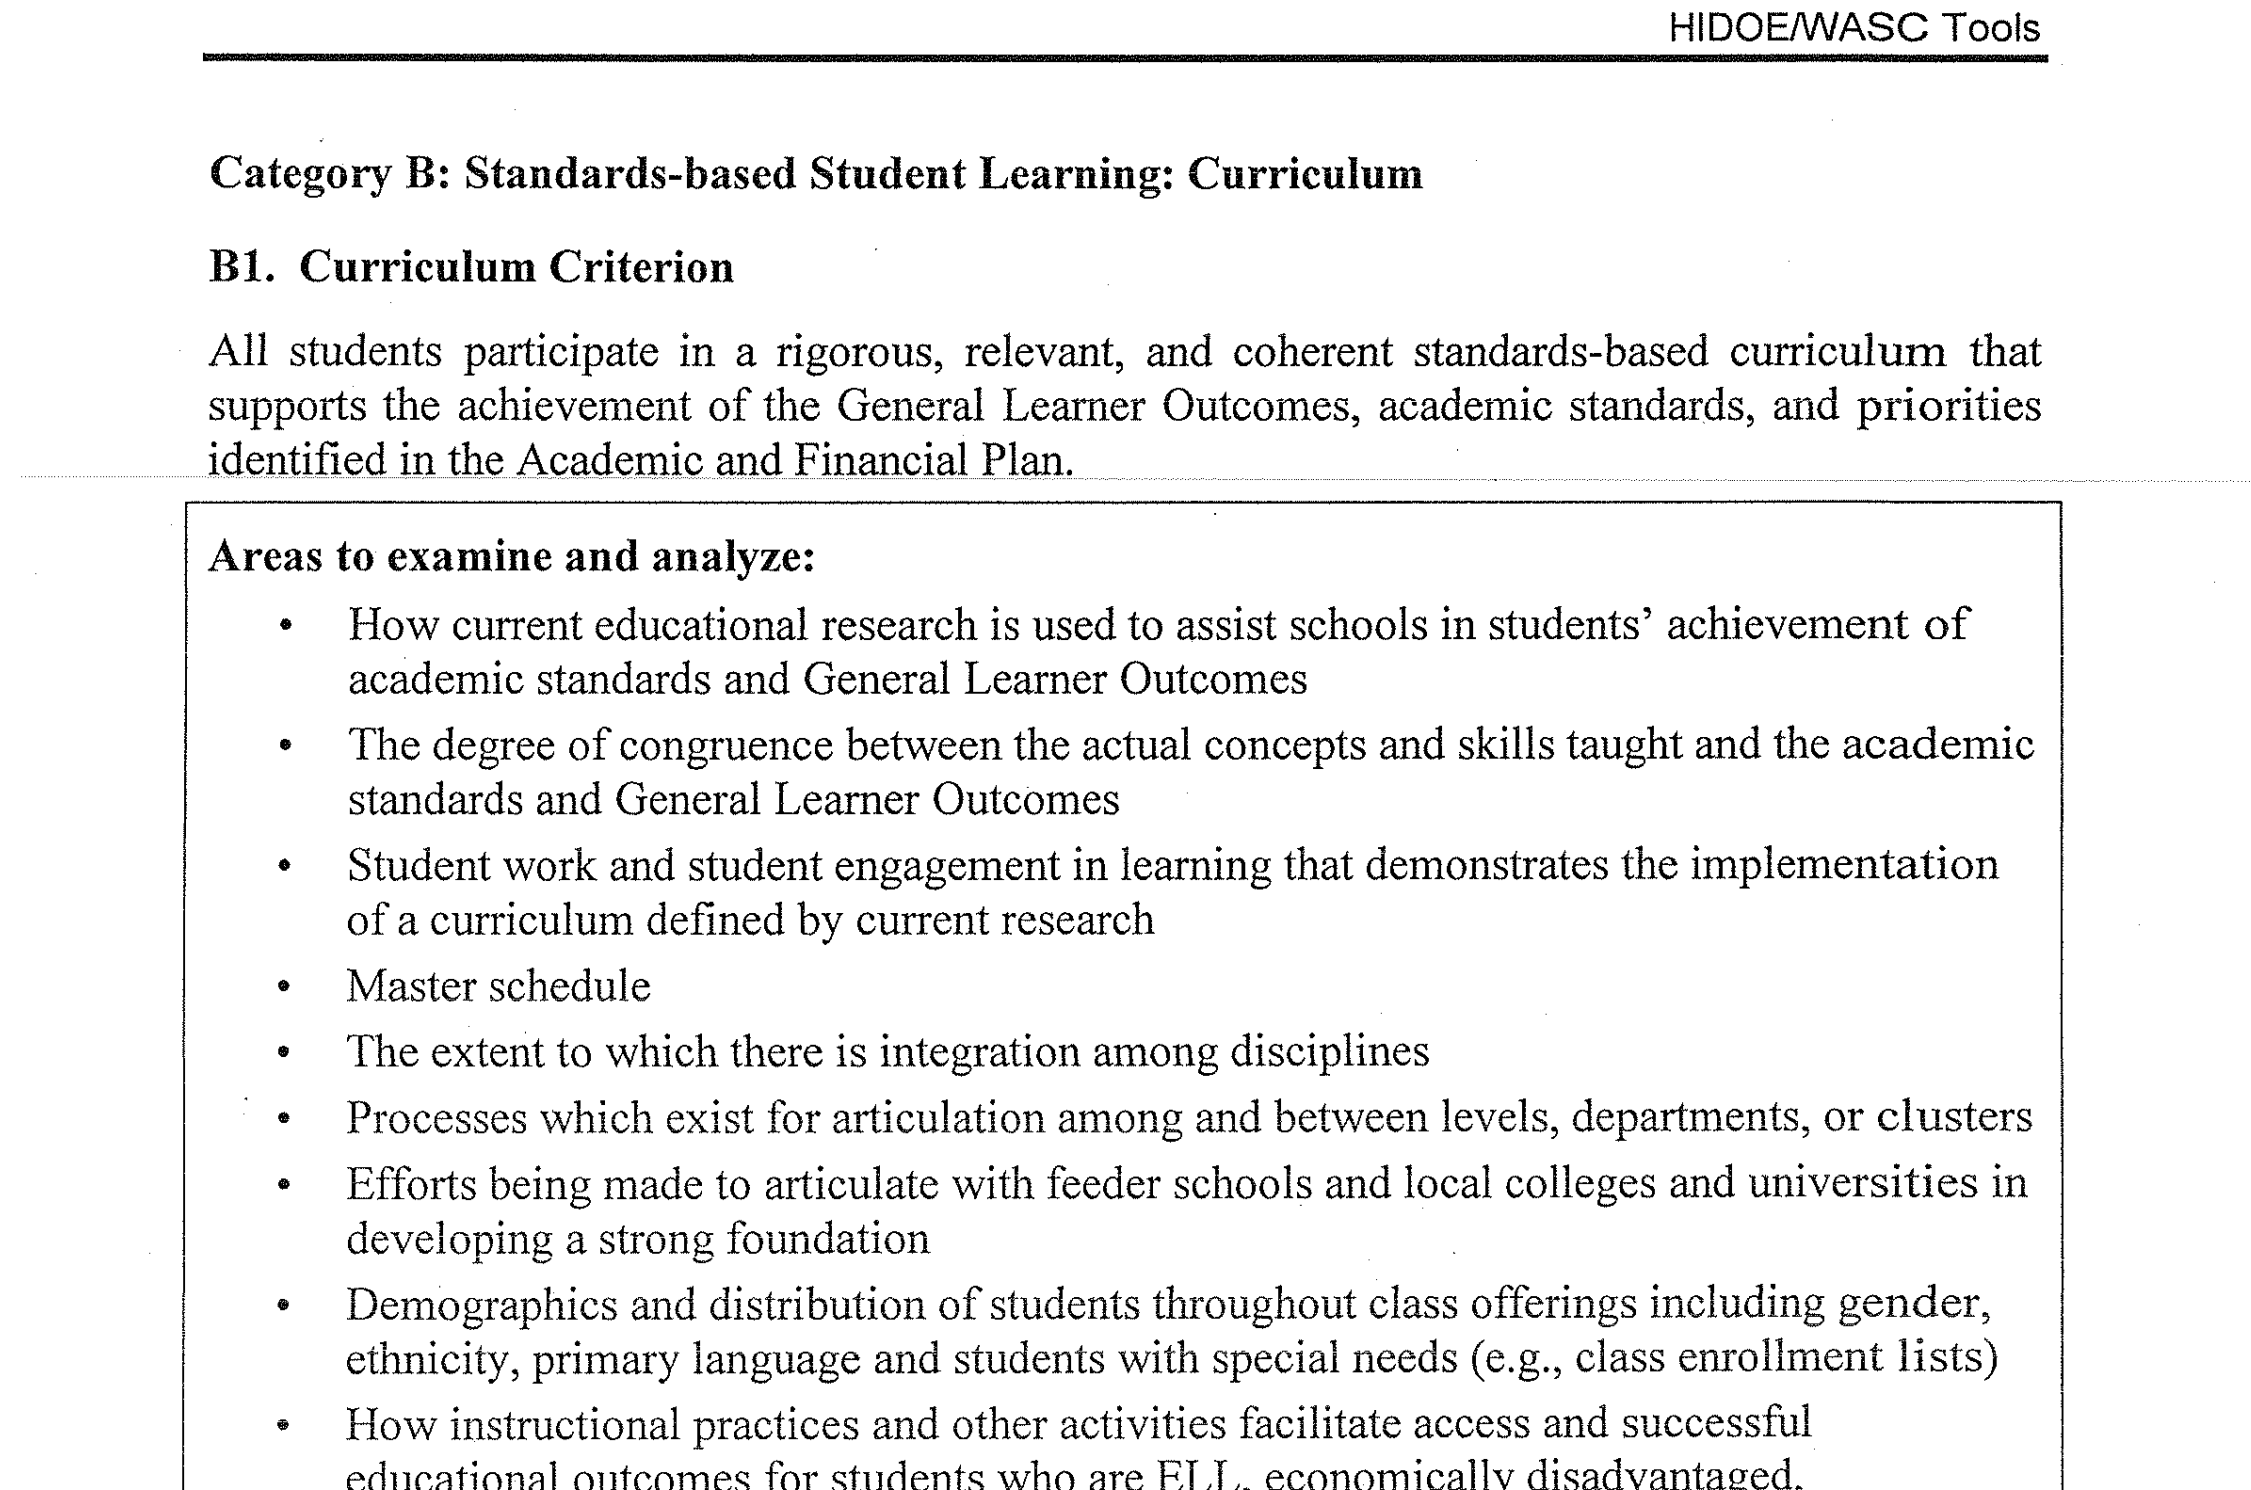 HIDOE/WASC Tools
Category B: Standards-based Student Learning: Curriculum
B1. Curriculum Criterion
All students participate in a rigorous, relevant, and coherent standards-based curriculum that
supports the achievement of the General Learner Outcomes, academic standards, and priorities
identified in the Academic and Financial Plan.
Areas to examine and analyze:
• How current educational research is used to assist schools in students’ achievement of
academic standards and General Learner Outcomes
• The degree of congruence between the actual concepts and skills taught and the academic
standards and General Learner Outcomes
• Student work and student engagement in learning that demonstrates the implementation
of a curriculum defined by current research
• Master schedule
• The extent to which there is integration among disciplines
• Processes which exist for articulation among and between levels, departments, or clusters
• Efforts being made to articulate with feeder schools and local colleges and universities in
developing a strong foundation
• Demographics and distribution of students throughout class offerings including gender,
ethnicity, primary language and students with special needs (e.g., class enrollment lists)
• How instructional practices and other activities facilitate access and successful
educational outcomes for students who are ELL, economically disadvantaged,